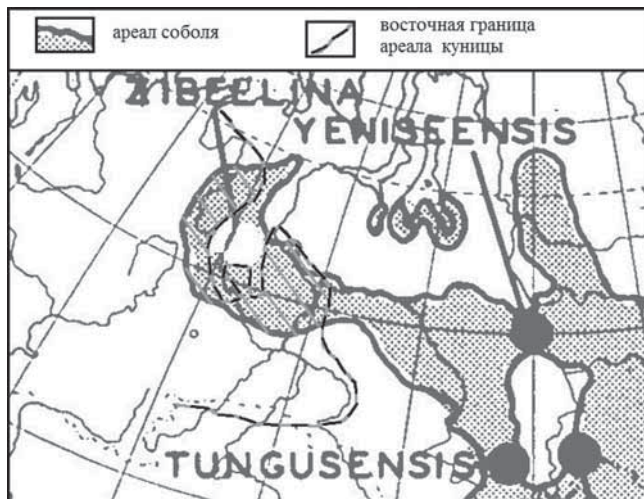 ареал соболя
восточная граница
ареала куницы
ZIBELLINA
YENISEENSIS
TUNGUSENSIS